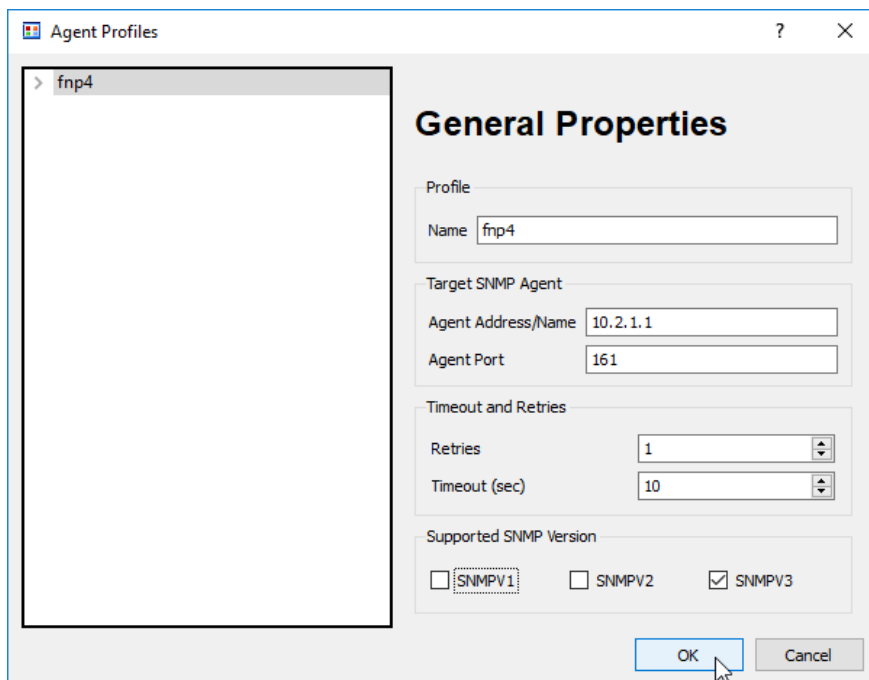 Agent Profiles
?
fnp4
General Properties
Profile
Name fnp4
Target SNMP Agent
Agent Address/Name 10.2.1.1
Agent Port 161
Timeout and Retries
Retries 1
Timeout (sec) 10
Supported SNMP Version
SNMPV1 SNMPV2 SNMPV3
OK Cancel